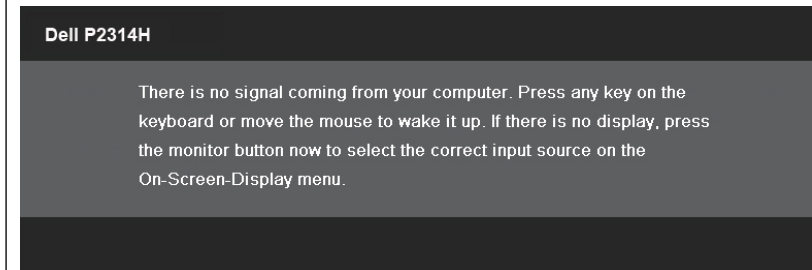 Dell P2314H
There is no signal coming from your computer. Press any key on the
keyboard or move the mouse to wake it up. If there is no display, press
the monitor button now to select the correct input source on the
On-Screen-Display menu.